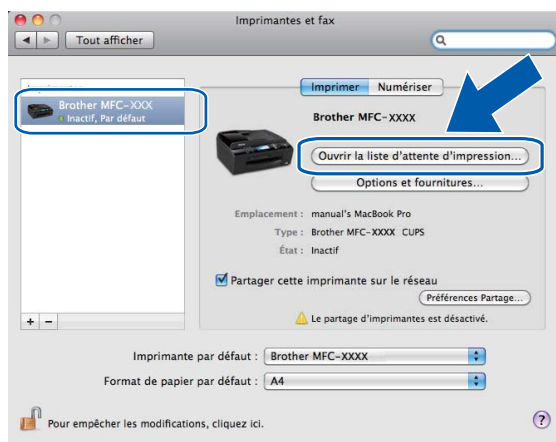 Imprimantes et fax
Tout afficher
Imprimer Numériser
Brother MFC-XXX
Inactif, Par défaut
Brother MFC-XXXX
Ouvrir la liste d'attente d'impression...
Options et fournitures...
Emplacement : manual's MacBook Pro
Type : Brother MFC-XXXX CUPS
État : Inactif
Partager cette imprimante sur le réseau
Préférences Partage...
Le partage d'imprimantes est désactivé.
+ −
Imprimante par défaut : Brother MFC-XXXX
Format de papier par défaut : A4
Pour empêcher les modifications, cliquez ici.
?